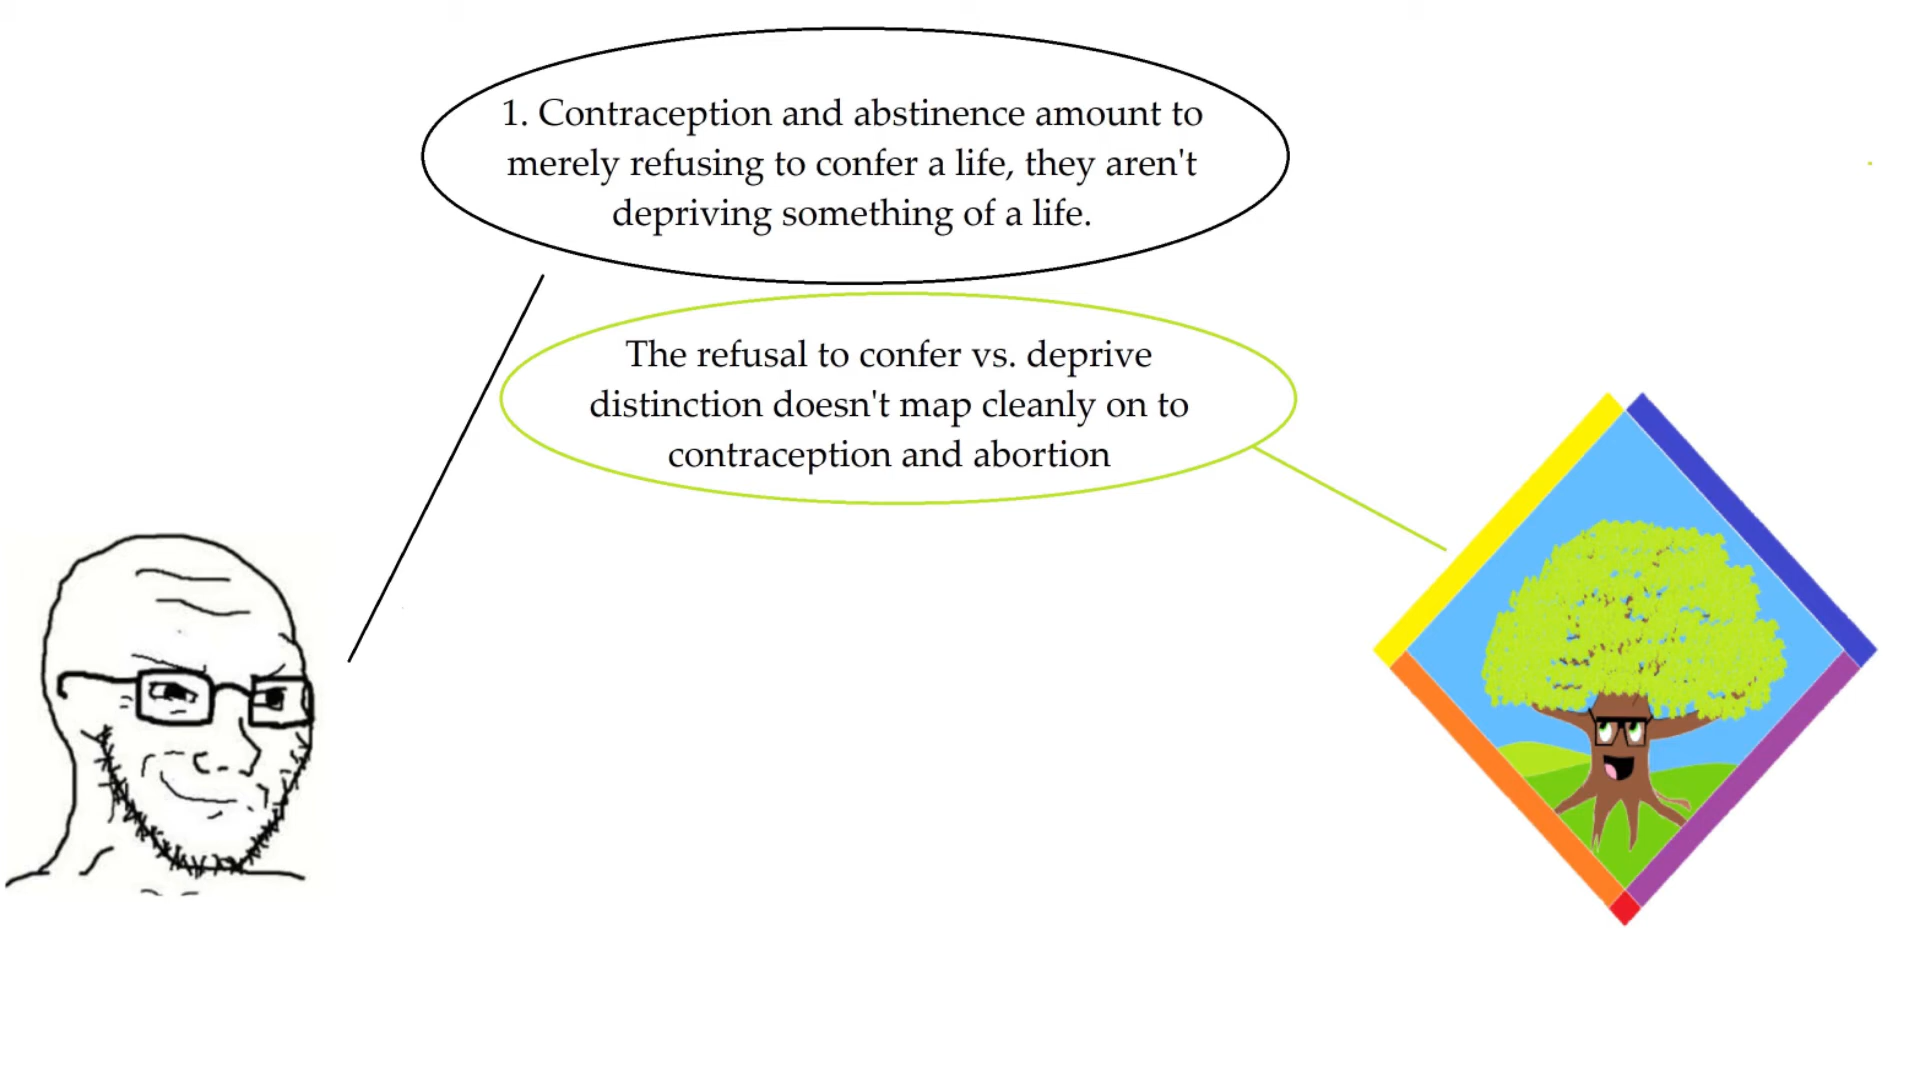 1. Contraception and abstinence amount to
merely refusing to confer a life, they aren't
depriving something of a life.
The refusal to confer vs. deprive
distinction doesn't map cleanly on to
contraception and abortion